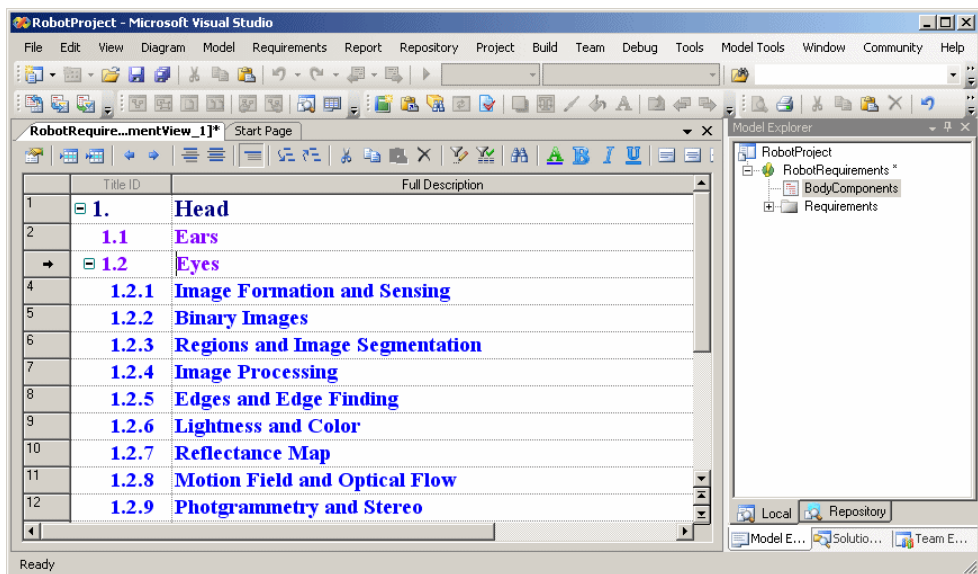 RobotProject - Microsoft Visual Studio
File Edit View Diagram Model Requirements Report Repository Project Build Team Debug Tools Model Tools Window Community Help
RobotRequire...mentView_1]* Start Page
Model Explorer
Title ID Full Description
1 1. Head
2 1.1 Ears
1.2 Eyes
4 1.2.1 Image Formation and Sensing
5 1.2.2 Binary Images
6 1.2.3 Regions and Image Segmentation
7 1.2.4 Image Processing
8 1.2.5 Edges and Edge Finding
9 1.2.6 Lightness and Color
10 1.2.7 Reflectance Map
11 1.2.8 Motion Field and Optical Flow
12 1.2.9 Photgrammetry and Stereo
RobotProject
RobotRequirements *
BodyComponents
Requirements
Local Repository
Model E... Solutio... Team E...
Ready